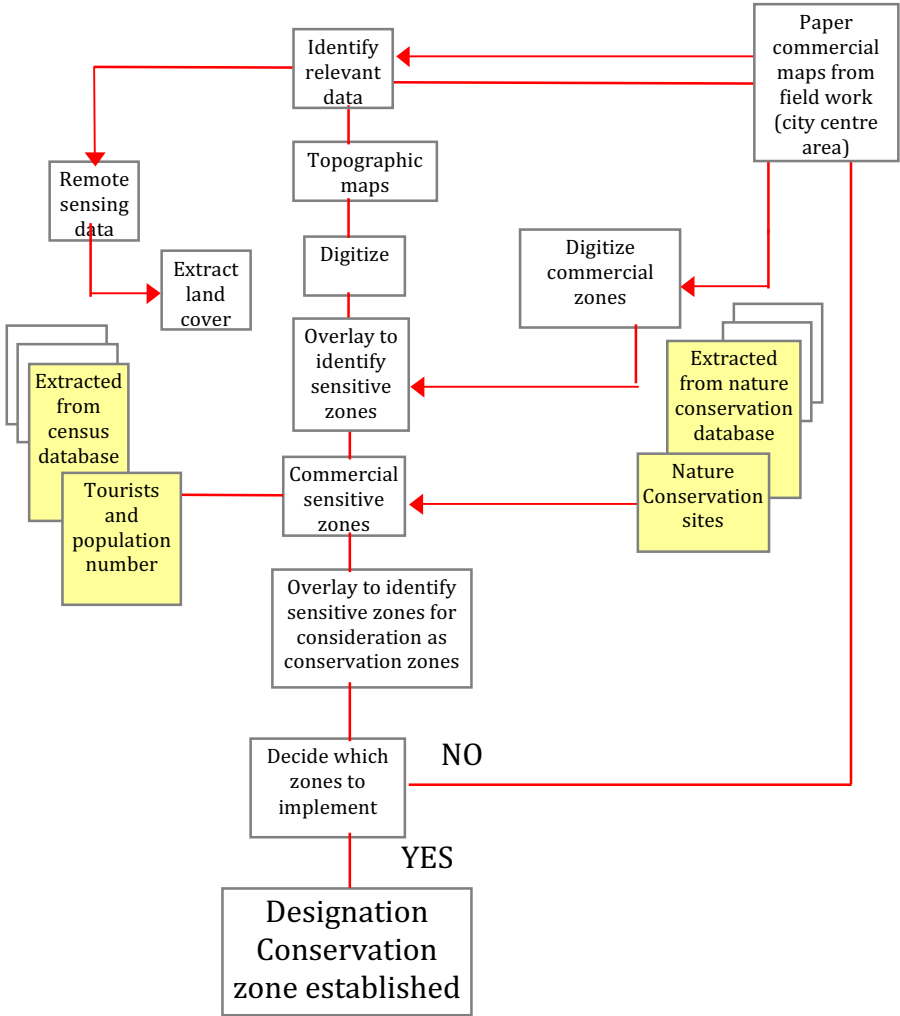 Identify
relevant
data
Paper
commercial
maps from
field work
(city centre
area)
Topographic
maps
Remote
sensing
data
Digitize
Digitize
commercial
zones
Extract
land
cover
Overlay to
identify
sensitive
zones
Extracted
from nature
conservation
database
Extracted
from
census
database
Commercial
sensitive
zones
Nature
Conservation
sites
Tourists
and
population
number
Overlay to identify
sensitive zones for
consideration as
conservation zones
Decide which
zones to
implement
NO
YES
Designation
Conservation
zone established